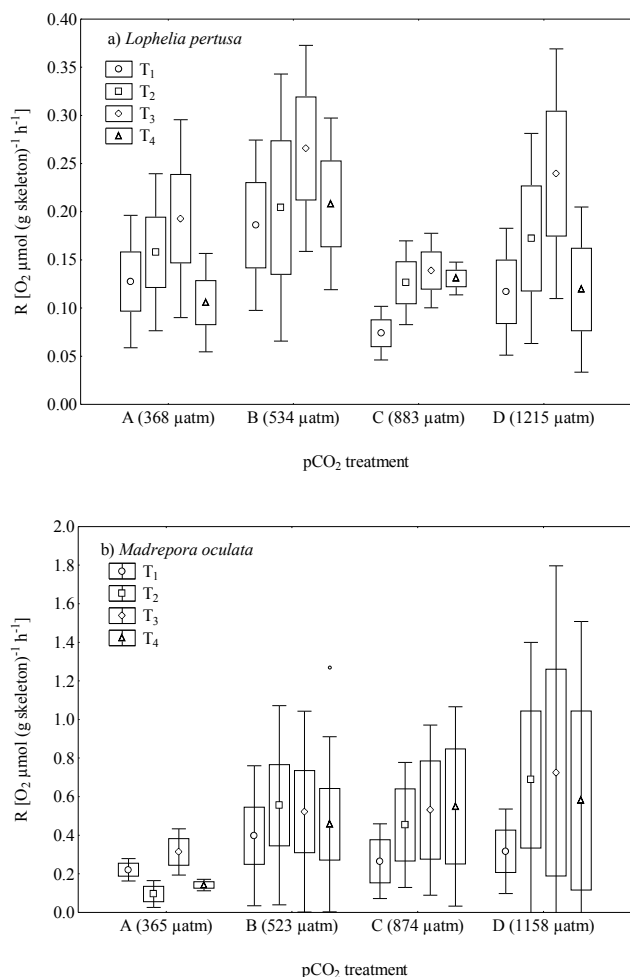 a) Lophelia pertusa
T₁
T₂
T₃
T₄
R [O₂ µmol (g skeleton)⁻¹ h⁻¹]
0.40
0.35
0.30
0.25
0.20
0.15
0.10
0.05
0.00
A (368 µatm) B (534 µatm) C (883 µatm) D (1215 µatm)
pCO₂ treatment
b) Madrepora oculata
T₁
T₂
T₃
T₄
R [O₂ µmol (g skeleton)⁻¹ h⁻¹]
2.0
1.8
1.6
1.4
1.2
1.0
0.8
0.6
0.4
0.2
0.0
A (365 µatm) B (523 µatm) C (874 µatm) D (1158 µatm)
pCO₂ treatment